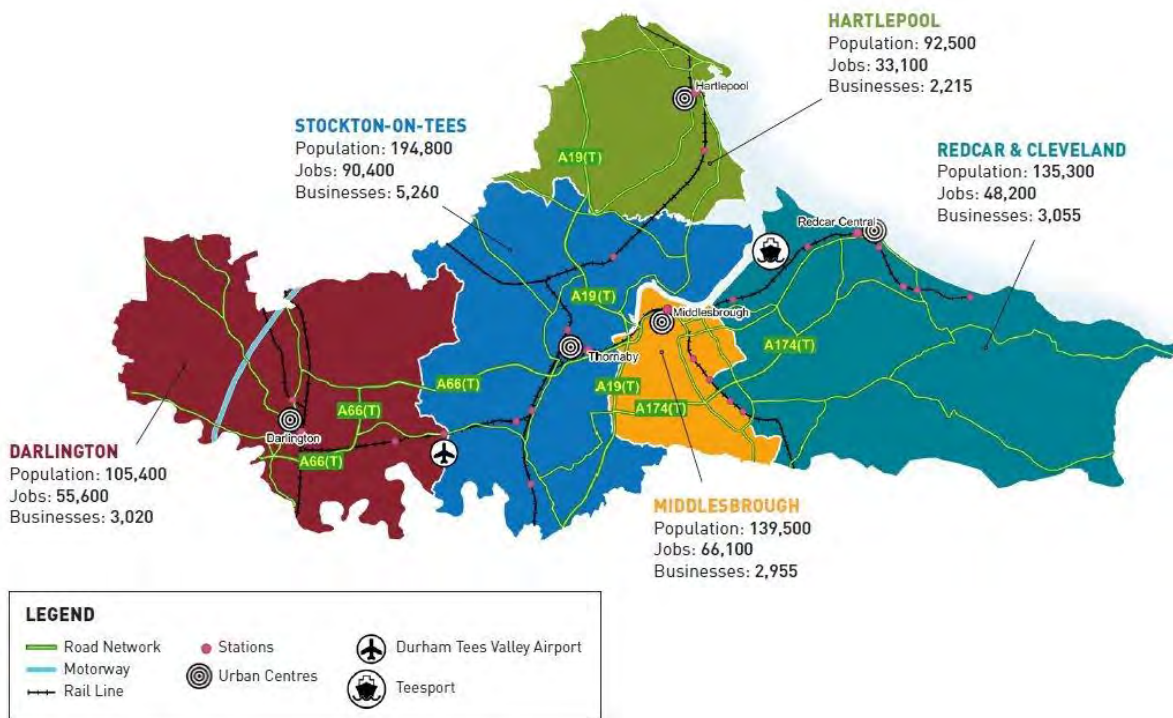 HARTLEPOOL
Population: 92,500
Jobs: 33,100
Businesses: 2,215
Hartlepool
STOCKTON-ON-TEES
Population: 194,800
Jobs: 90,400
Businesses: 5,260
A19(T)
REDCAR & CLEVELAND
Population: 135,300
Jobs: 48,200
Businesses: 3,055
Redcar Central
A19(T)
Middlesbrough
Thornaby
A174(T)
A66(T)
A19(T)
A66(T)
A174(T)
Darlington
A66(T)
DARLINGTON
Population: 105,400
Jobs: 55,600
Businesses: 3,020
MIDDLESBROUGH
Population: 139,500
Jobs: 66,100
Businesses: 2,955
LEGEND
Road Network
Motorway
Rail Line
Stations
Urban Centres
Durham Tees Valley Airport
Teesport